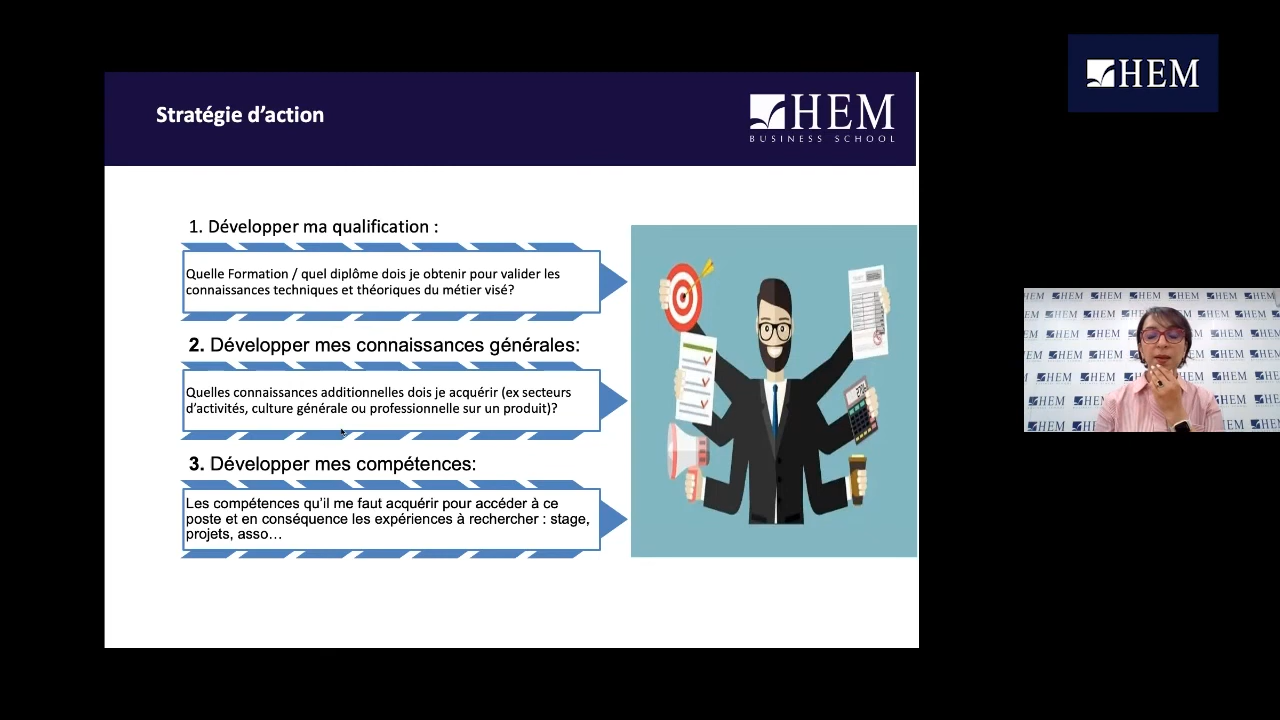 Stratégie d’action
HEM
BUSINESS SCHOOL
HEM
1. Développer ma qualification :
Quelle Formation / quel diplôme dois je obtenir pour valider les
connaissances techniques et théoriques du métier visé?
2. Développer mes connaissances générales:
Quelles connaissances additionnelles dois je acquérir (ex secteurs
d’activités, culture générale ou professionnelle sur un produit)?
3. Développer mes compétences:
Les compétences qu’il me faut acquérir pour accéder à ce
poste et en conséquence les expériences à rechercher : stage,
projets, asso…